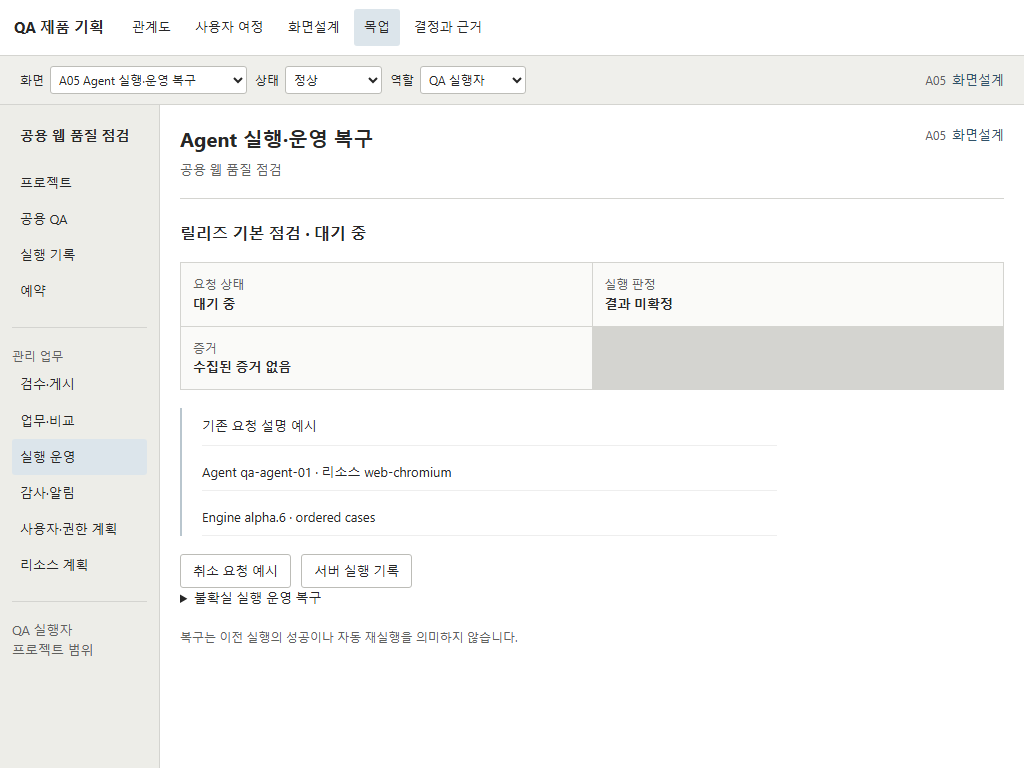 QA 제품 기획 관계도 사용자 여정 화면설계 목업 결정과 근거
화면 A05 Agent 실행·운영 복구 상태 정상 역할 QA 실행자 A05 화면설계
공용 웹 품질 점검
프로젝트
공용 QA
실행 기록
예약
관리 업무
검수·게시
업무·비교
실행 운영
감사·알림
사용자·권한 계획
리소스 계획
QA 실행자
프로젝트 범위
Agent 실행·운영 복구
A05 화면설계
공용 웹 품질 점검
릴리즈 기본 점검 · 대기 중
요청 상태
대기 중
실행 판정
결과 미확정
증거
수집된 증거 없음
기존 요청 설명 예시
Agent qa-agent-01 · 리소스 web-chromium
Engine alpha.6 · ordered cases
취소 요청 예시 서버 실행 기록
▶ 불확실 실행 운영 복구
복구는 이전 실행의 성공이나 자동 재실행을 의미하지 않습니다.